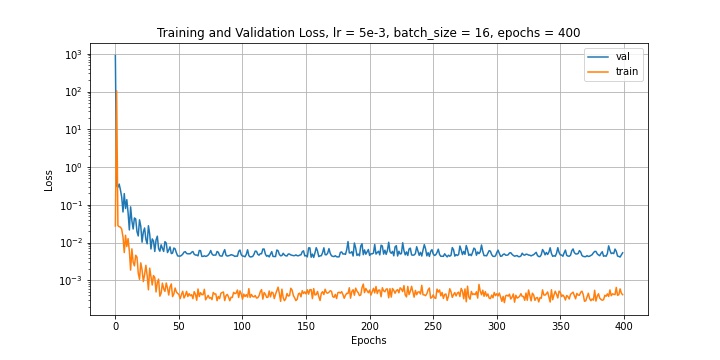 Training and Validation Loss, lr = 5e-3, batch_size = 16, epochs = 400
val
train
10³
10²
10¹
10⁰
10⁻¹
10⁻²
10⁻³
Loss
0 50 100 150 200 250 300 350 400
Epochs